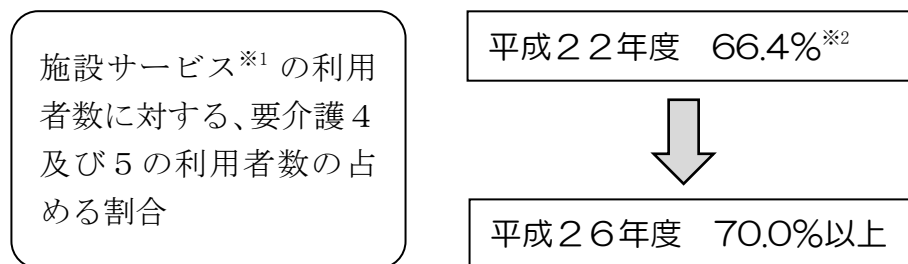 施設サービス※1 の利用
者数に対する、要介護４
及び５の利用者数の占
める割合
平成２２年度　66.4%※2
平成２６年度　70.0%以上